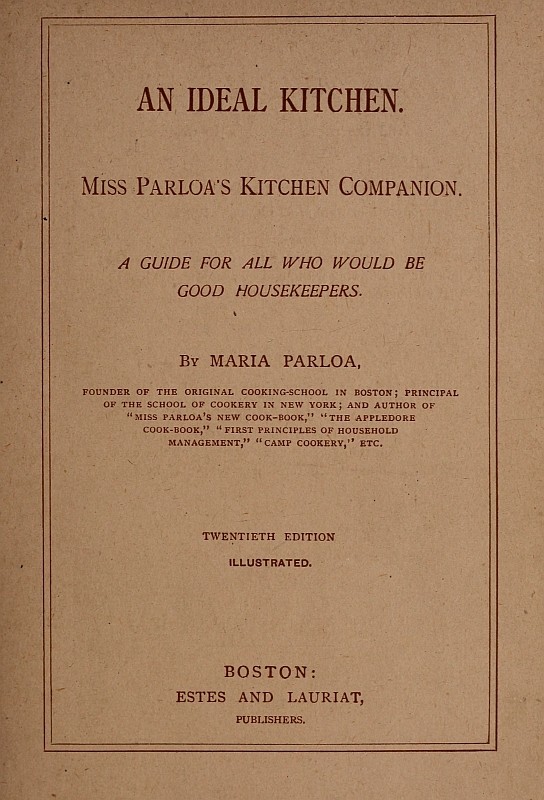 AN IDEAL KITCHEN.
MISS PARLOA'S KITCHEN COMPANION.
A GUIDE FOR ALL WHO WOULD BE
GOOD HOUSEKEEPERS.
BY MARIA PARLOA,
FOUNDER OF THE ORIGINAL COOKING-SCHOOL IN BOSTON; PRINCIPAL
OF THE SCHOOL OF COOKERY IN NEW YORK; AND AUTHOR OF
"MISS PARLOA'S NEW COOK-BOOK," "THE APPLEDORE
COOK-BOOK," "FIRST PRINCIPLES OF HOUSEHOLD
MANAGEMENT," "CAMP COOKERY," ETC.
TWENTIETH EDITION
ILLUSTRATED.
BOSTON:
ESTES AND LAURIAT,
PUBLISHERS.